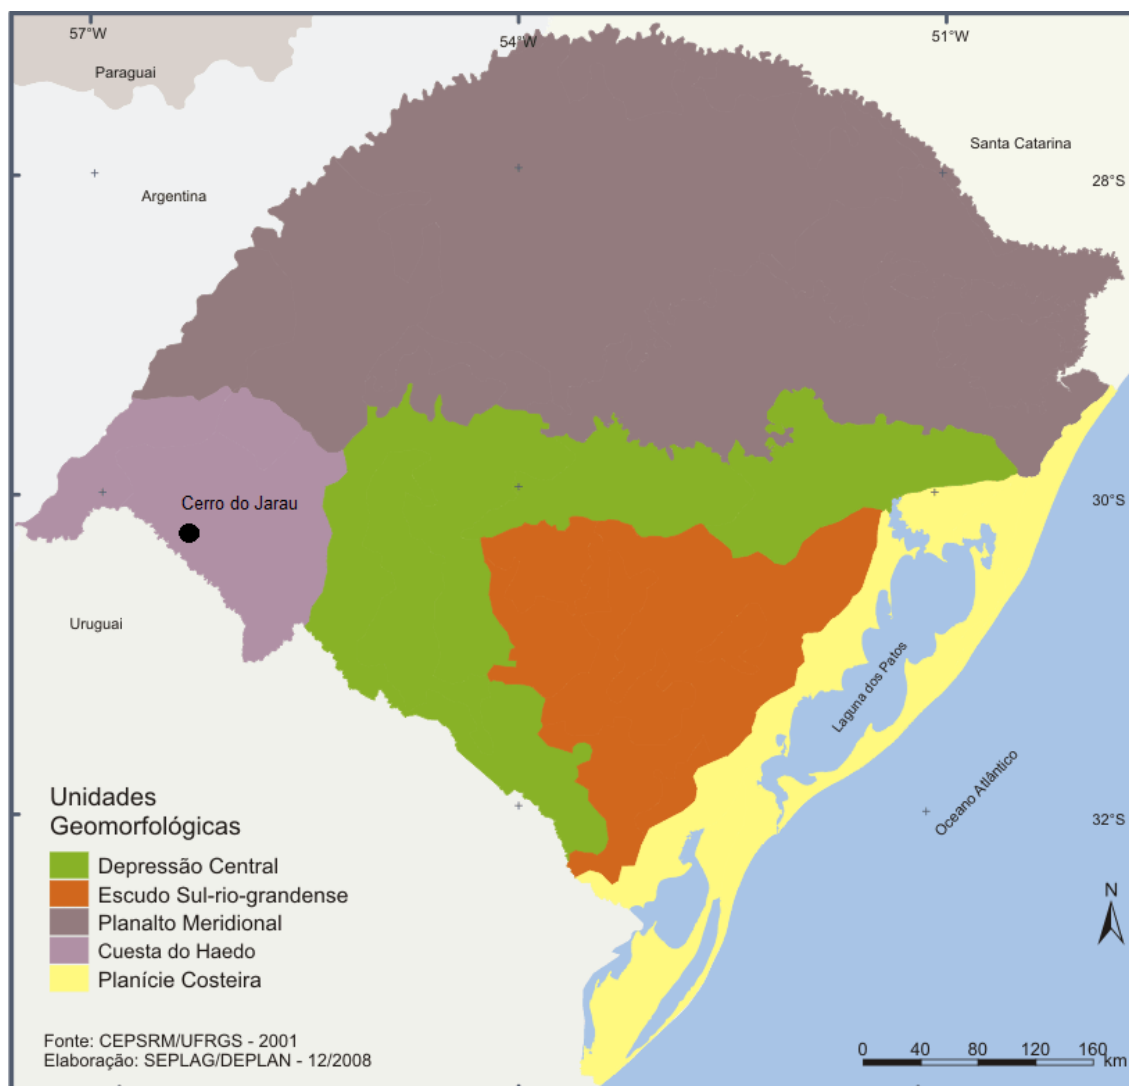 57°W
54°W
51°W
Paraguai
Santa Catarina
28°S
Argentina
Cerro do Jarau
30°S
Uruguai
Laguna dos Patos
Oceano Atlântico
32°S
Unidades
Geomorfológicas
Depressão Central
Escudo Sul-rio-grandense
Planalto Meridional
Cuesta do Haedo
Planície Costeira
N
Fonte: CEPSRM/UFRGS - 2001
Elaboração: SEPLAG/DEPLAN - 12/2008
0 40 80 120 160 km